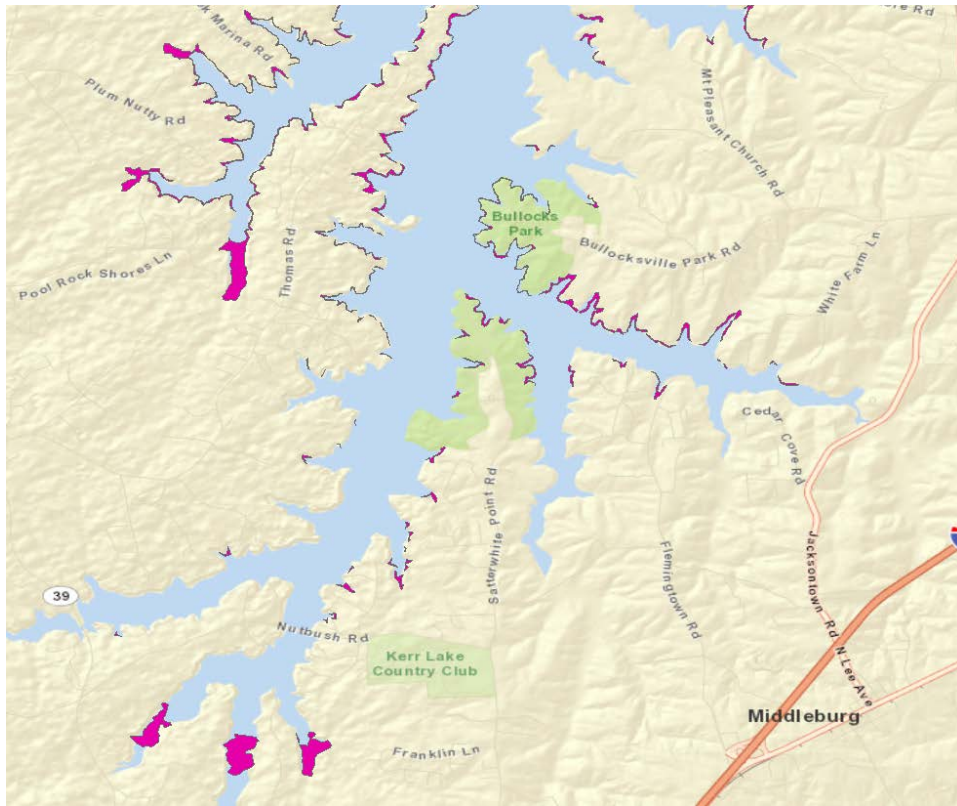 Marina Rd
Plum Nutty Rd
Mt Pleasant Church Rd
Bullocks
Park
Bullocksville Park Rd
Thomas Rd
White Farm Ln
Pool Rock Shores Ln
Cedar Cove Rd
Satterwhite Point Rd
Flemingtown Rd
Jacksontown Rd
N Lee Ave
39
Nutbush Rd
Kerr Lake
Country Club
Middleburg
Franklin Ln